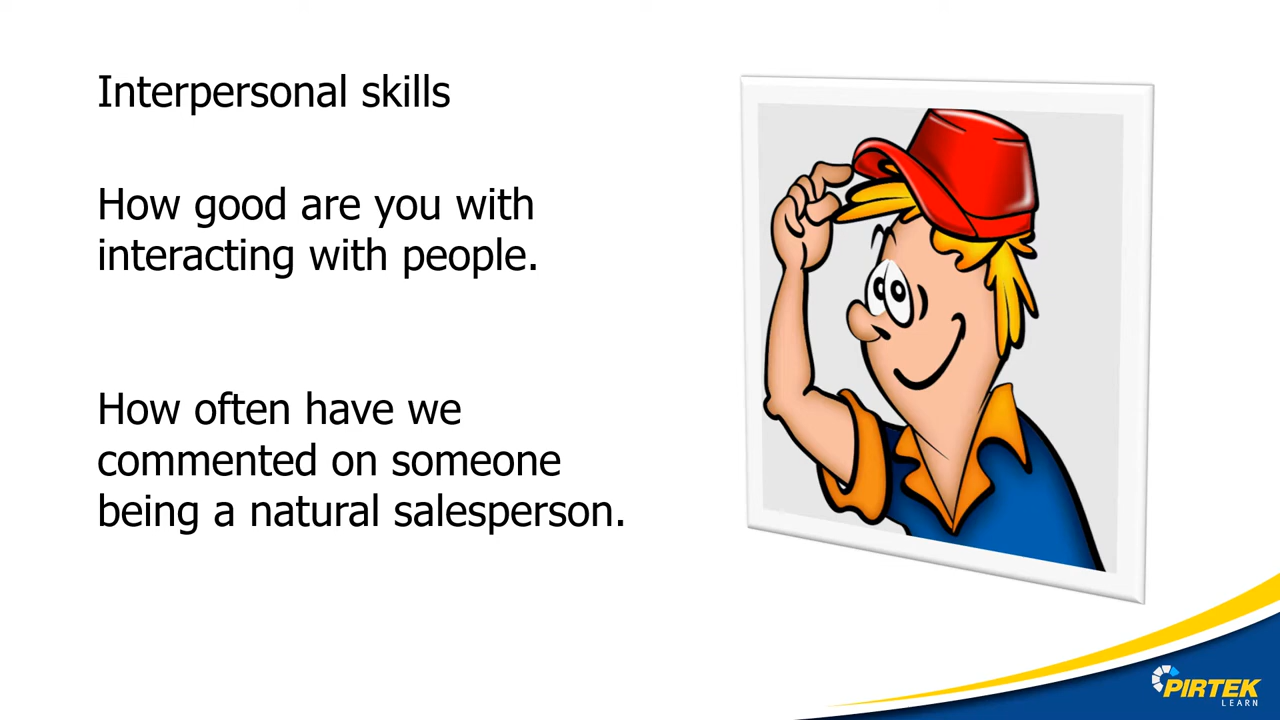 Interpersonal skills
How good are you with
interacting with people.
How often have we
commented on someone
being a natural salesperson.
PIRTEK
LEARN